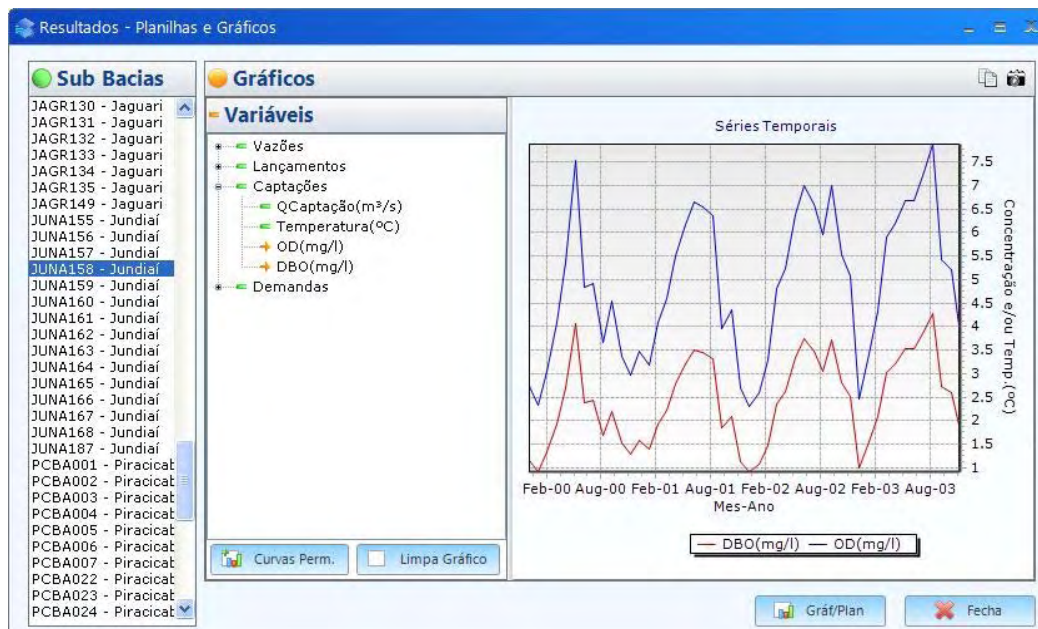 Resultados - Planilhas e Gráficos
Sub Bacias
JAGR130 - Jaguari
JAGR131 - Jaguari
JAGR132 - Jaguari
JAGR133 - Jaguari
JAGR134 - Jaguari
JAGR135 - Jaguari
JAGR149 - Jaguari
JUNA155 - Jundiaí
JUNA156 - Jundiaí
JUNA157 - Jundiaí
JUNA158 - Jundiaí
JUNA159 - Jundiaí
JUNA160 - Jundiaí
JUNA161 - Jundiaí
JUNA162 - Jundiaí
JUNA163 - Jundiaí
JUNA164 - Jundiaí
JUNA165 - Jundiaí
JUNA166 - Jundiaí
JUNA167 - Jundiaí
JUNA168 - Jundiaí
JUNA187 - Jundiaí
PCBA001 - Piracicab
PCBA002 - Piracicab
PCBA003 - Piracicab
PCBA004 - Piracicab
PCBA005 - Piracicab
PCBA006 - Piracicab
PCBA007 - Piracicab
PCBA022 - Piracicab
PCBA023 - Piracicab
PCBA024 - Piracicab
Gráficos
Variáveis
Vazões
Lançamentos
Captações
QCaptação(m³/s)
Temperatura(ºC)
OD(mg/l)
DBO(mg/l)
Demandas
Curvas Perm.
Limpa Gráfico
Séries Temporais
7.5
7
6.5
6
5.5
5
4.5
4
3.5
3
2.5
2
1.5
1
Concentração e/ou Temp.(ºC)
Feb-00 Aug-00 Feb-01 Aug-01 Feb-02 Aug-02 Feb-03 Aug-03
Mes-Ano
DBO(mg/l) OD(mg/l)
Gráf/Plan
Fecha